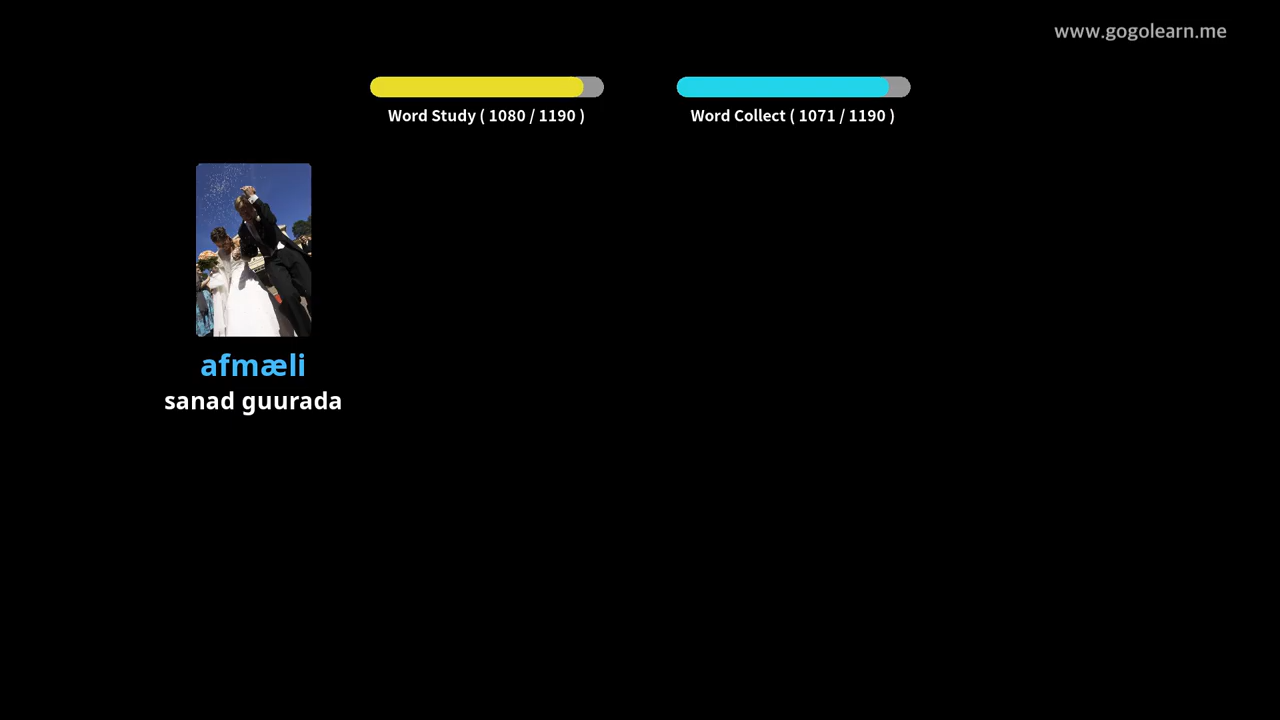 www.gogolearn.me
Word Study ( 1080 / 1190 )
Word Collect ( 1071 / 1190 )
afmæli
sanad guurada